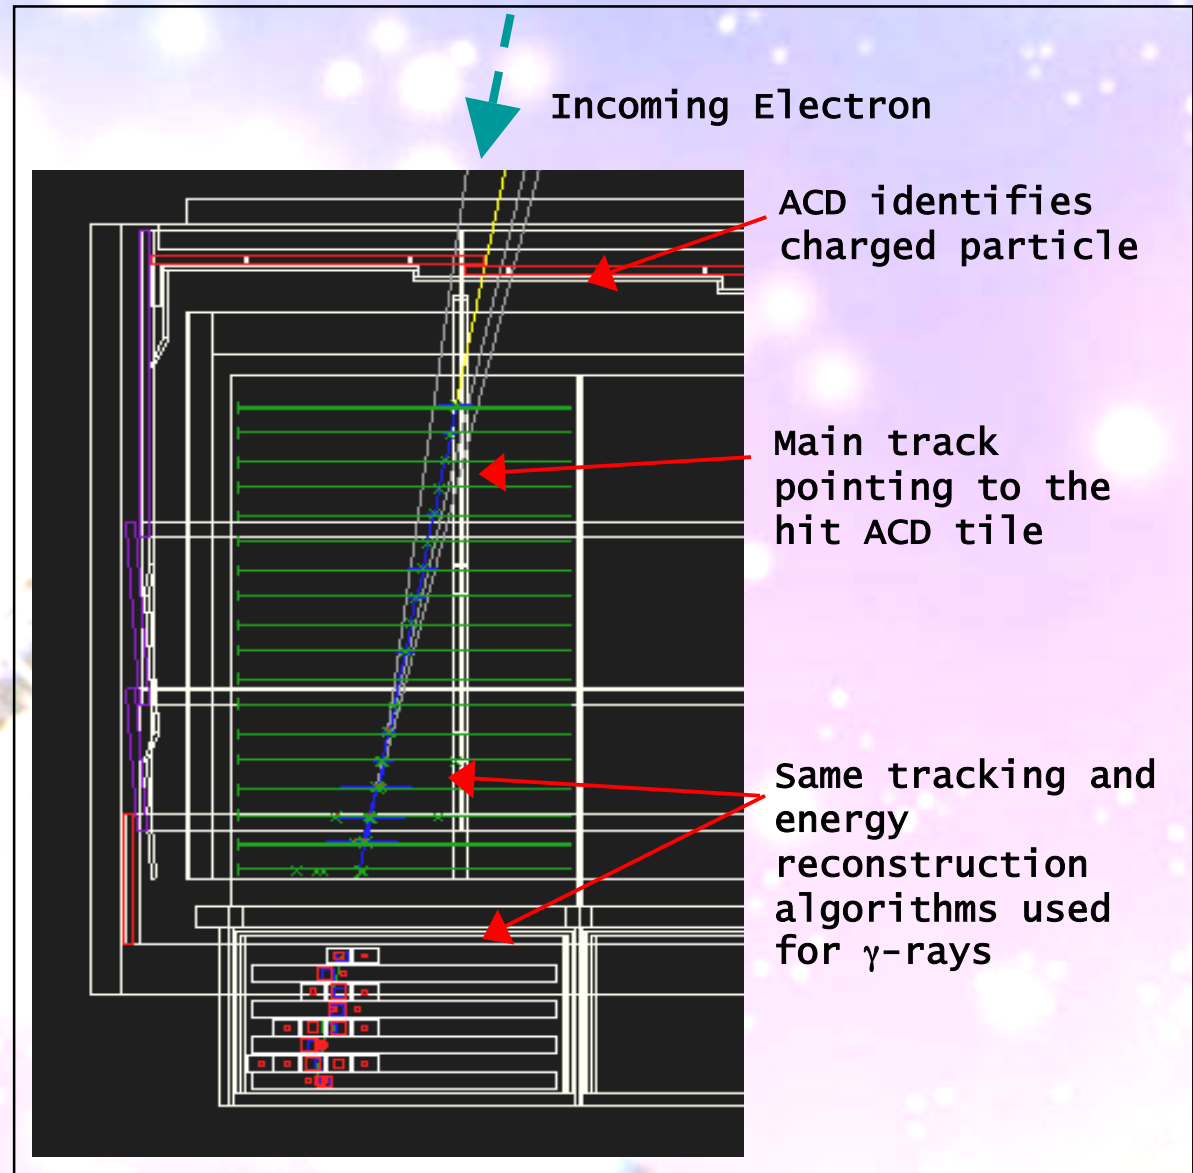 Incoming Electron
ACD identifies
charged particle
Main track
pointing to the
hit ACD tile
Same tracking and
energy
reconstruction
algorithms used
for γ-rays